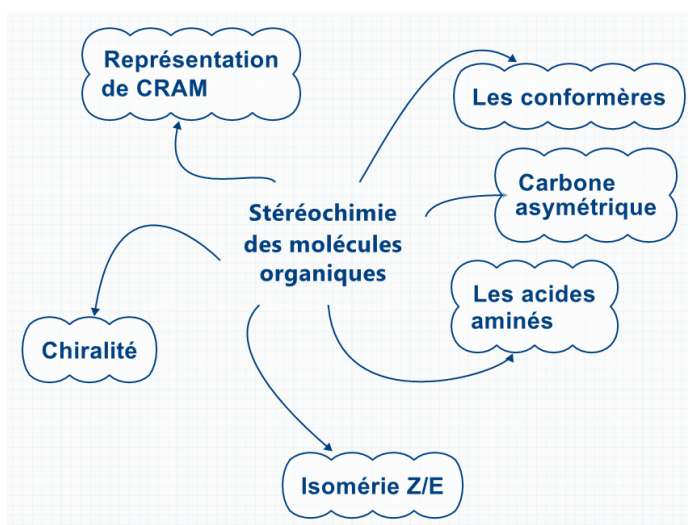 Représentation
de CRAM
Les conformères
Carbone
asymétrique
Stéréochimie
des molécules
organiques
Les acides
aminés
Chiralité
Isomérie Z/E